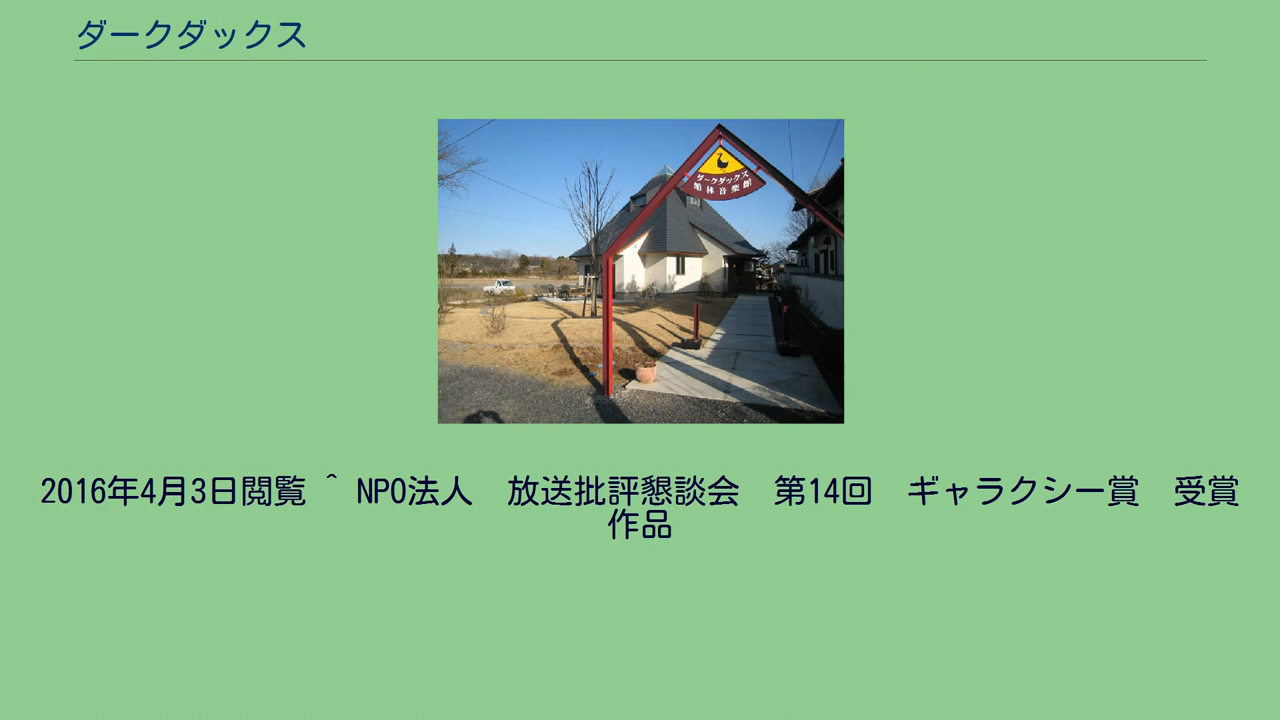 ダークダックス
ダークダックス
館林音楽館
2016年4月3日閲覧 ^ NPO法人　放送批評懇談会　第14回　ギャラクシー賞　受賞
作品